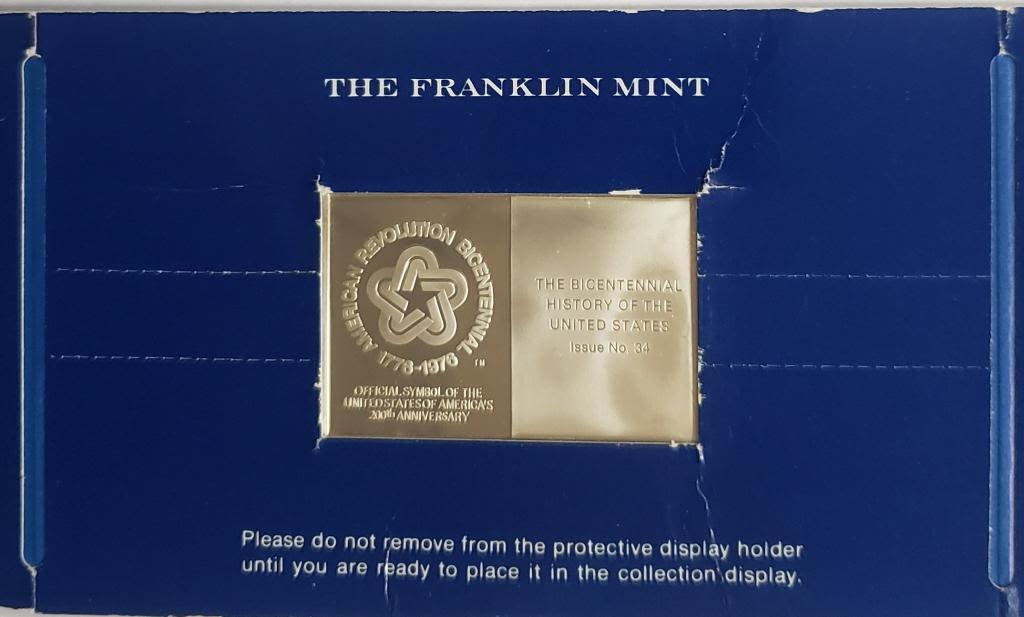 THE FRANKLIN MINT
AMERICAN REVOLUTION BICENTENNIAL
1776-1976
TM
OFFICIAL SYMBOL OF THE
UNITED STATES OF AMERICA'S
200th ANNIVERSARY
THE BICENTENNIAL
HISTORY OF THE
UNITED STATES
Issue No. 34
Please do not remove from the protective display holder
until you are ready to place it in the collection display.